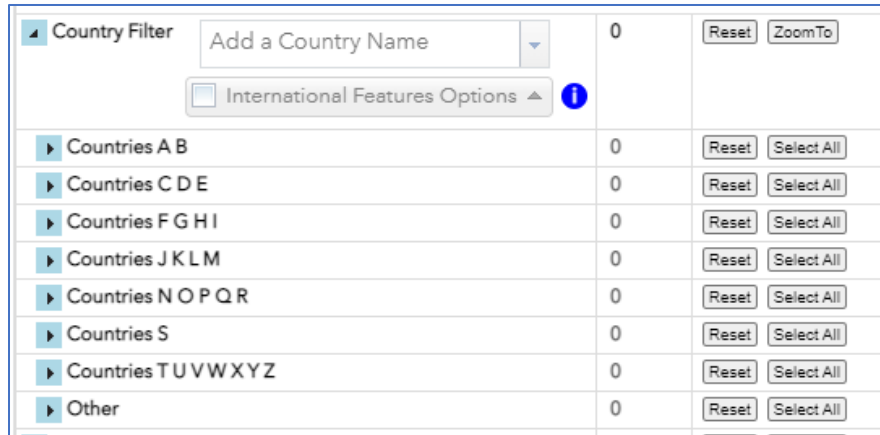 Country Filter Add a Country Name 0 Reset ZoomTo
International Features Options i
Countries A B 0 Reset Select All
Countries C D E 0 Reset Select All
Countries F G H I 0 Reset Select All
Countries J K L M 0 Reset Select All
Countries N O P Q R 0 Reset Select All
Countries S 0 Reset Select All
Countries T U V W X Y Z 0 Reset Select All
Other 0 Reset Select All